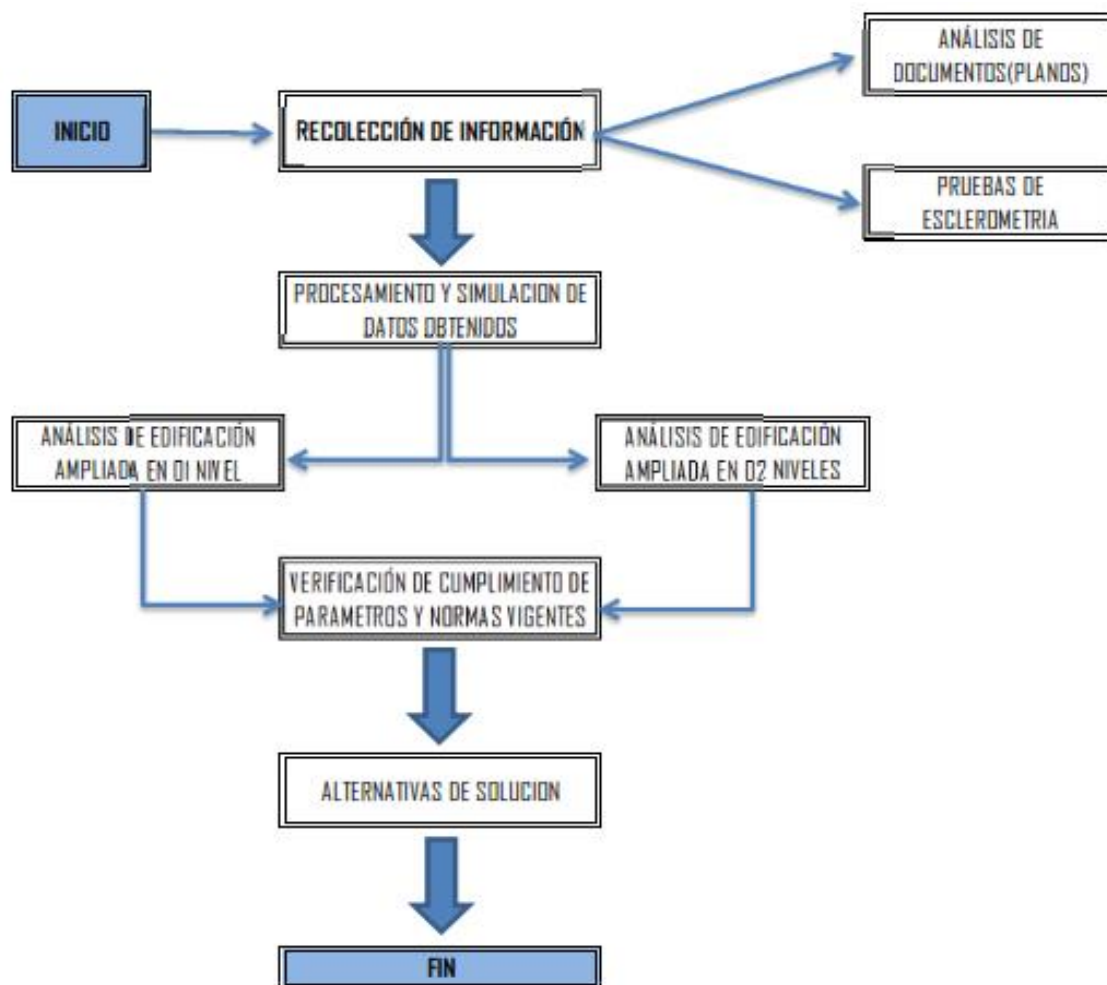 INICIO
RECOLECCIÓN DE INFORMACIÓN
ANÁLISIS DE
DOCUMENTOS(PLANOS)
PRUEBAS DE
ESCLEROMETRIA
PROCESAMIENTO Y SIMULACION DE
DATOS OBTENIDOS
ANÁLISIS DE EDIFICACIÓN
AMPLIADA EN 01 NIVEL
ANÁLISIS DE EDIFICACIÓN
AMPLIADA EN 02 NIVELES
VERIFICACIÓN DE CUMPLIMIENTO DE
PARAMETROS Y NORMAS VIGENTES
ALTERNATIVAS DE SOLUCION
FIN